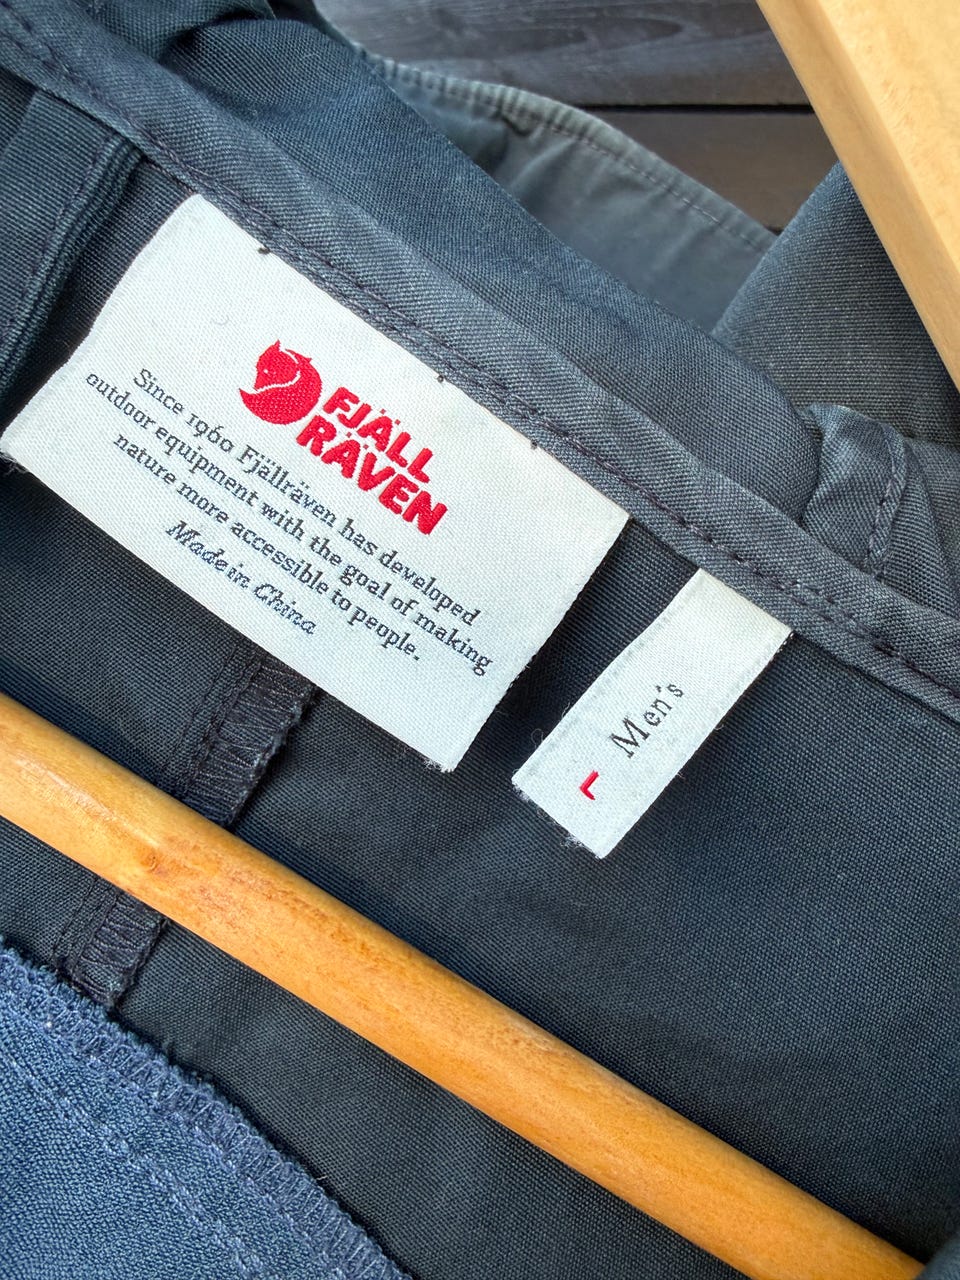 FJÄLL
RÄVEN
Since 1960 Fjällräven has developed
outdoor equipment with the goal of making
nature more accessible to people.
Made in China
Men's
L